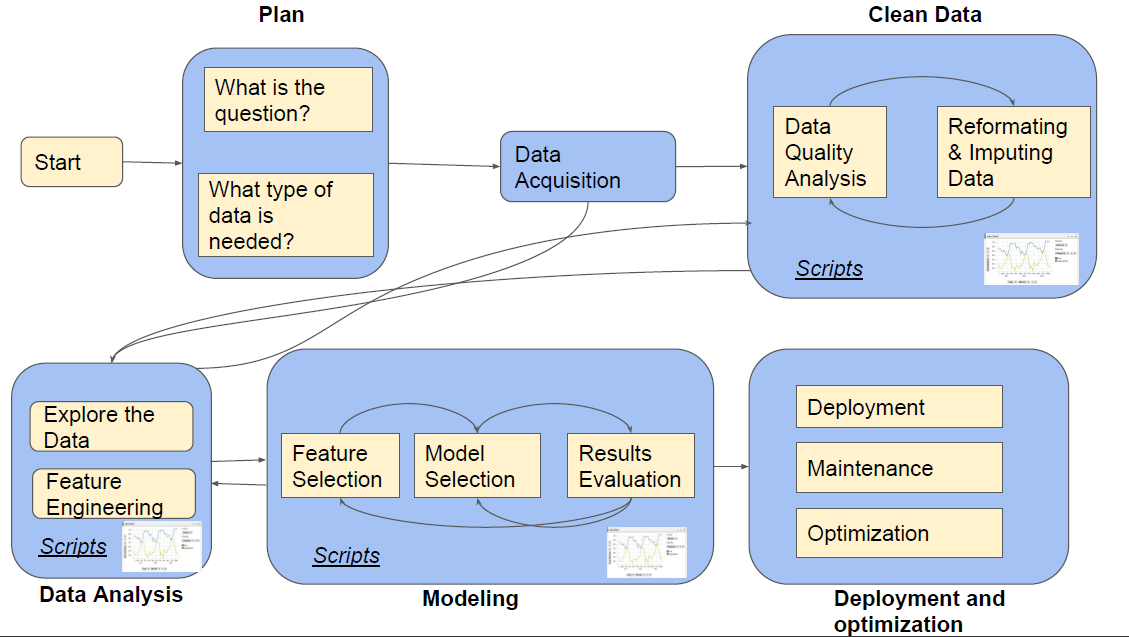 Plan
Clean Data
What is the
question?
Start
What type of
data is
needed?
Data
Acquisition
Data
Quality
Analysis
Reformating
& Imputing
Data
Scripts
Explore the
Data
Feature
Engineering
Scripts
Data Analysis
Feature
Selection
Model
Selection
Results
Evaluation
Scripts
Modeling
Deployment
Maintenance
Optimization
Deployment and
optimization